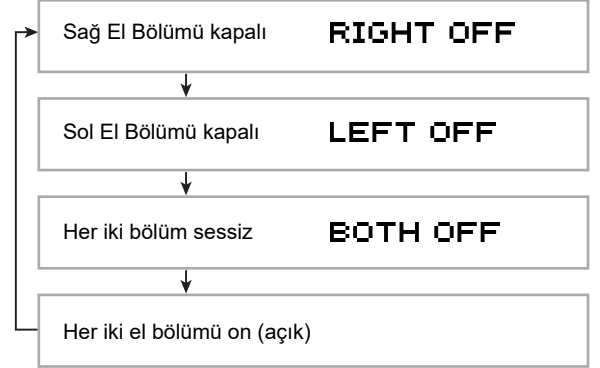 Sağ El Bölümü kapalı RIGHT OFF
Sol El Bölümü kapalı LEFT OFF
Her iki bölüm sessiz BOTH OFF
Her iki el bölümü on (açık)